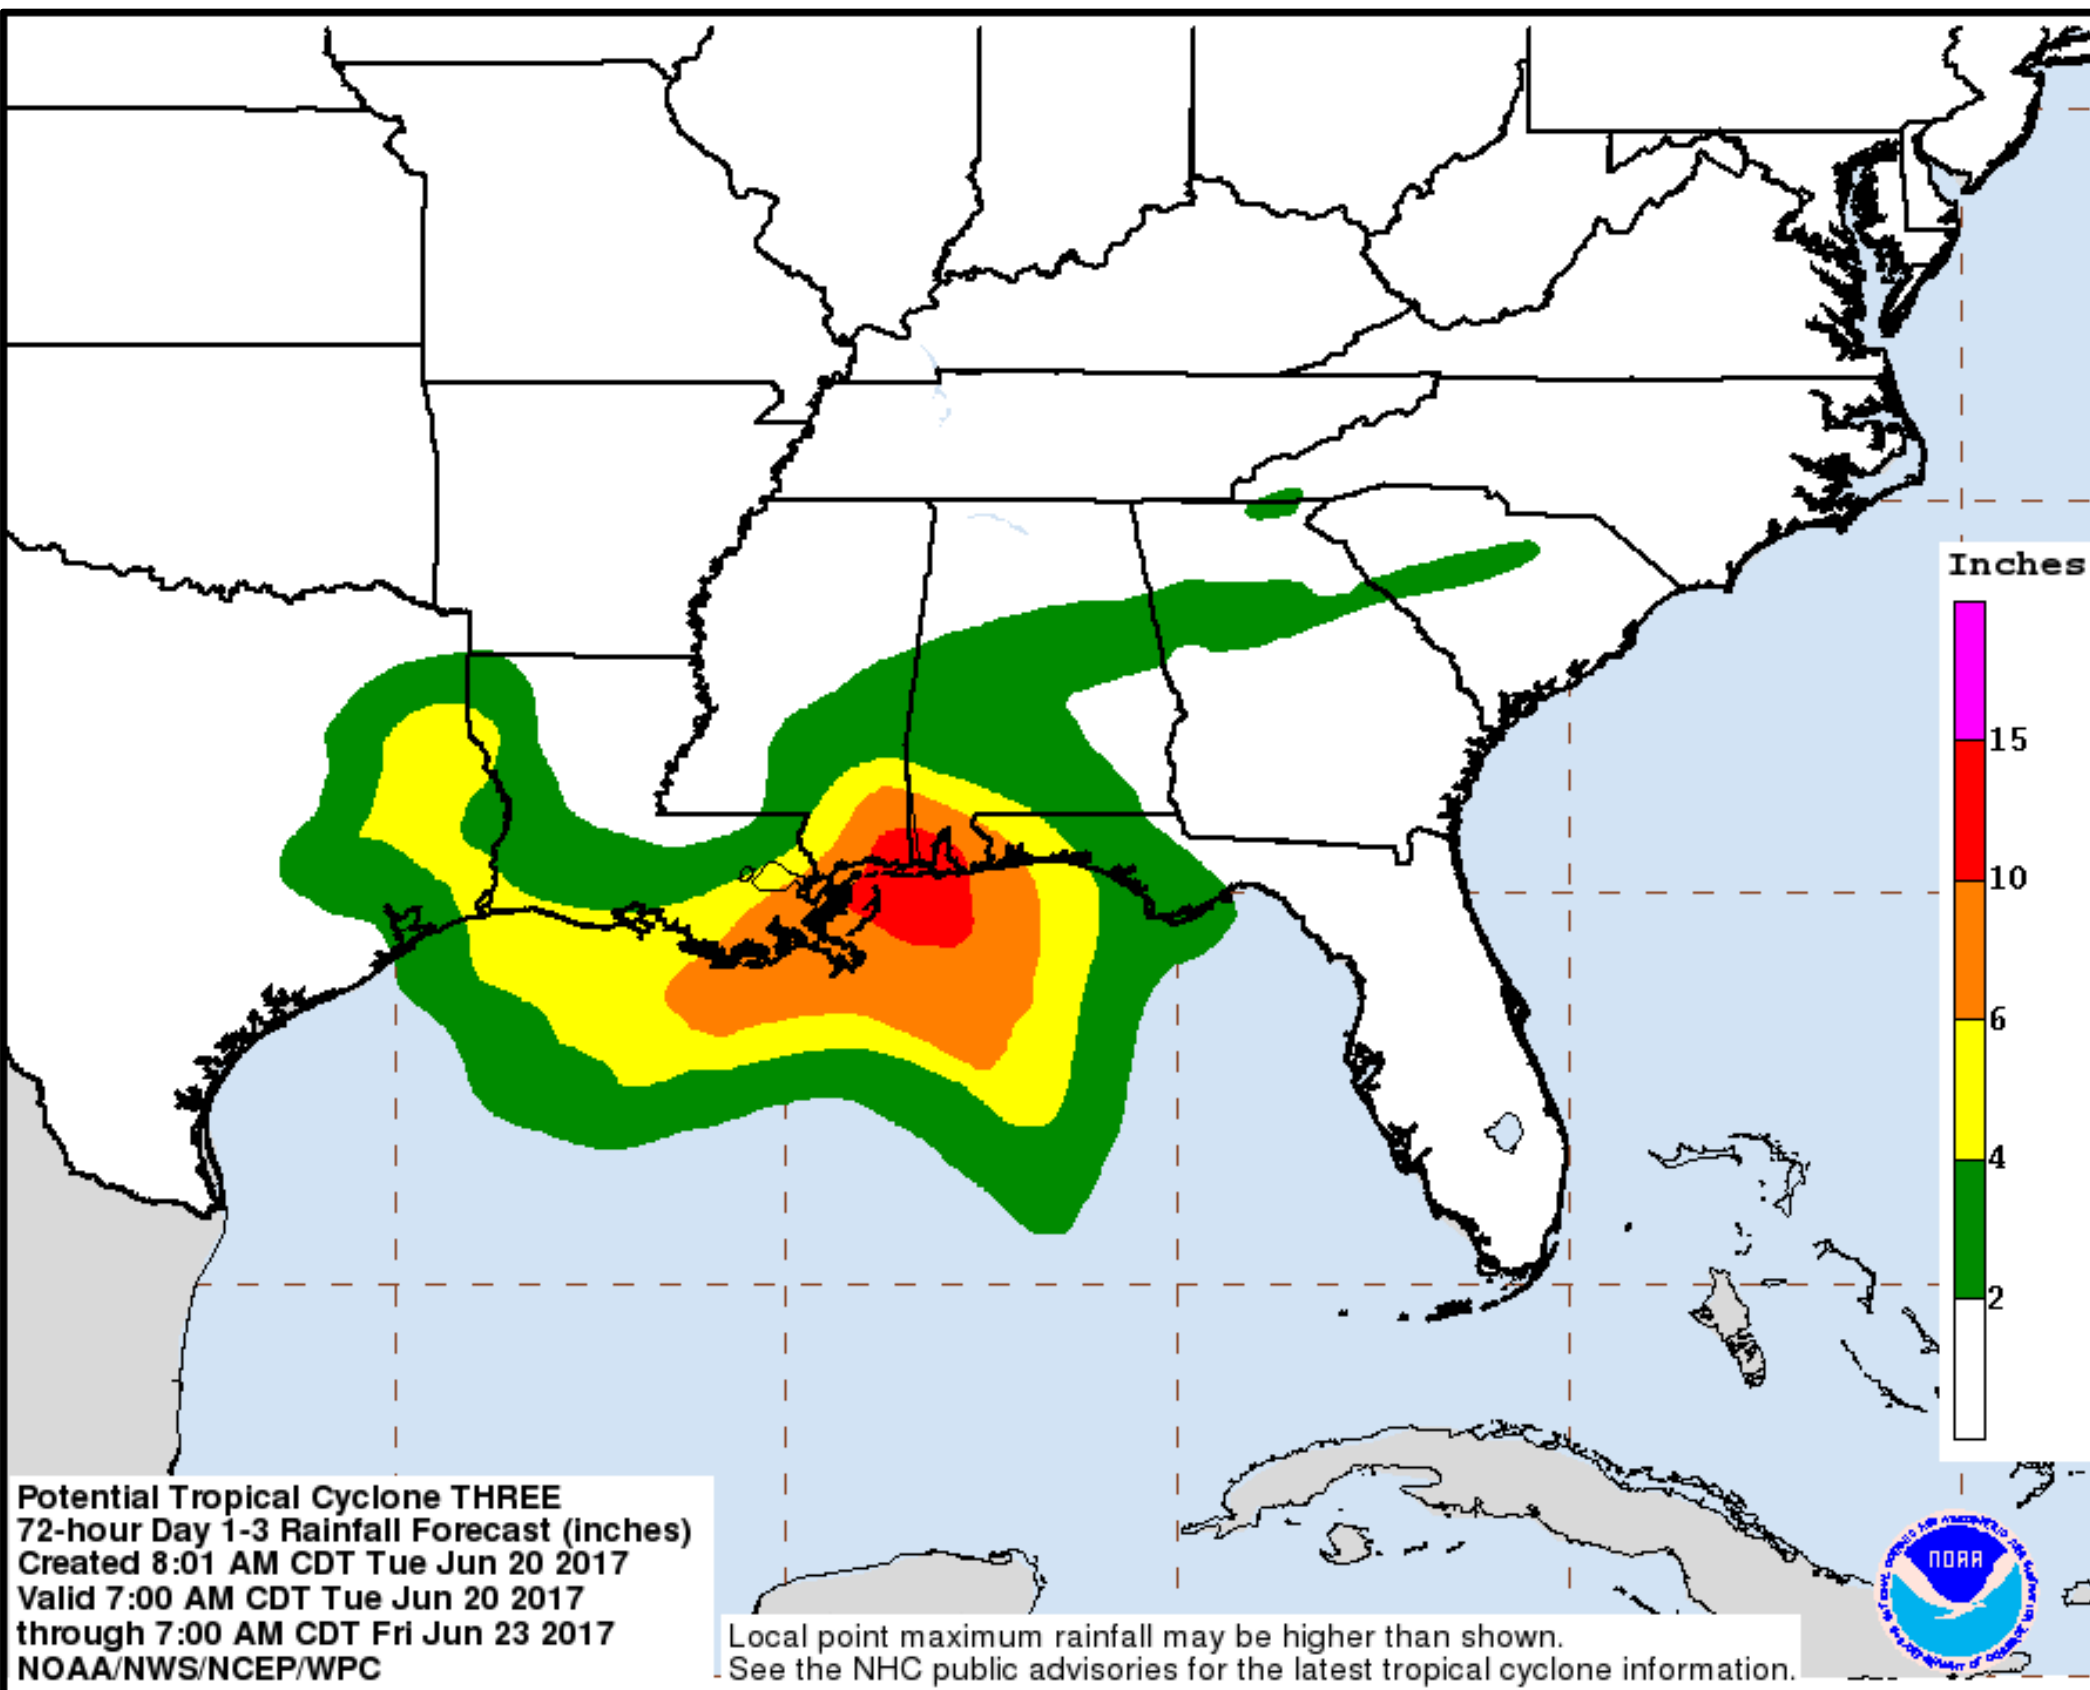 Inches
15
10
6
4
2
Potential Tropical Cyclone THREE
72-hour Day 1-3 Rainfall Forecast (inches)
Created 8:01 AM CDT Tue Jun 20 2017
Valid 7:00 AM CDT Tue Jun 20 2017
through 7:00 AM CDT Fri Jun 23 2017
NOAA/NWS/NCEP/WPC
Local point maximum rainfall may be higher than shown.
See the NHC public advisories for the latest tropical cyclone information.
NOAA